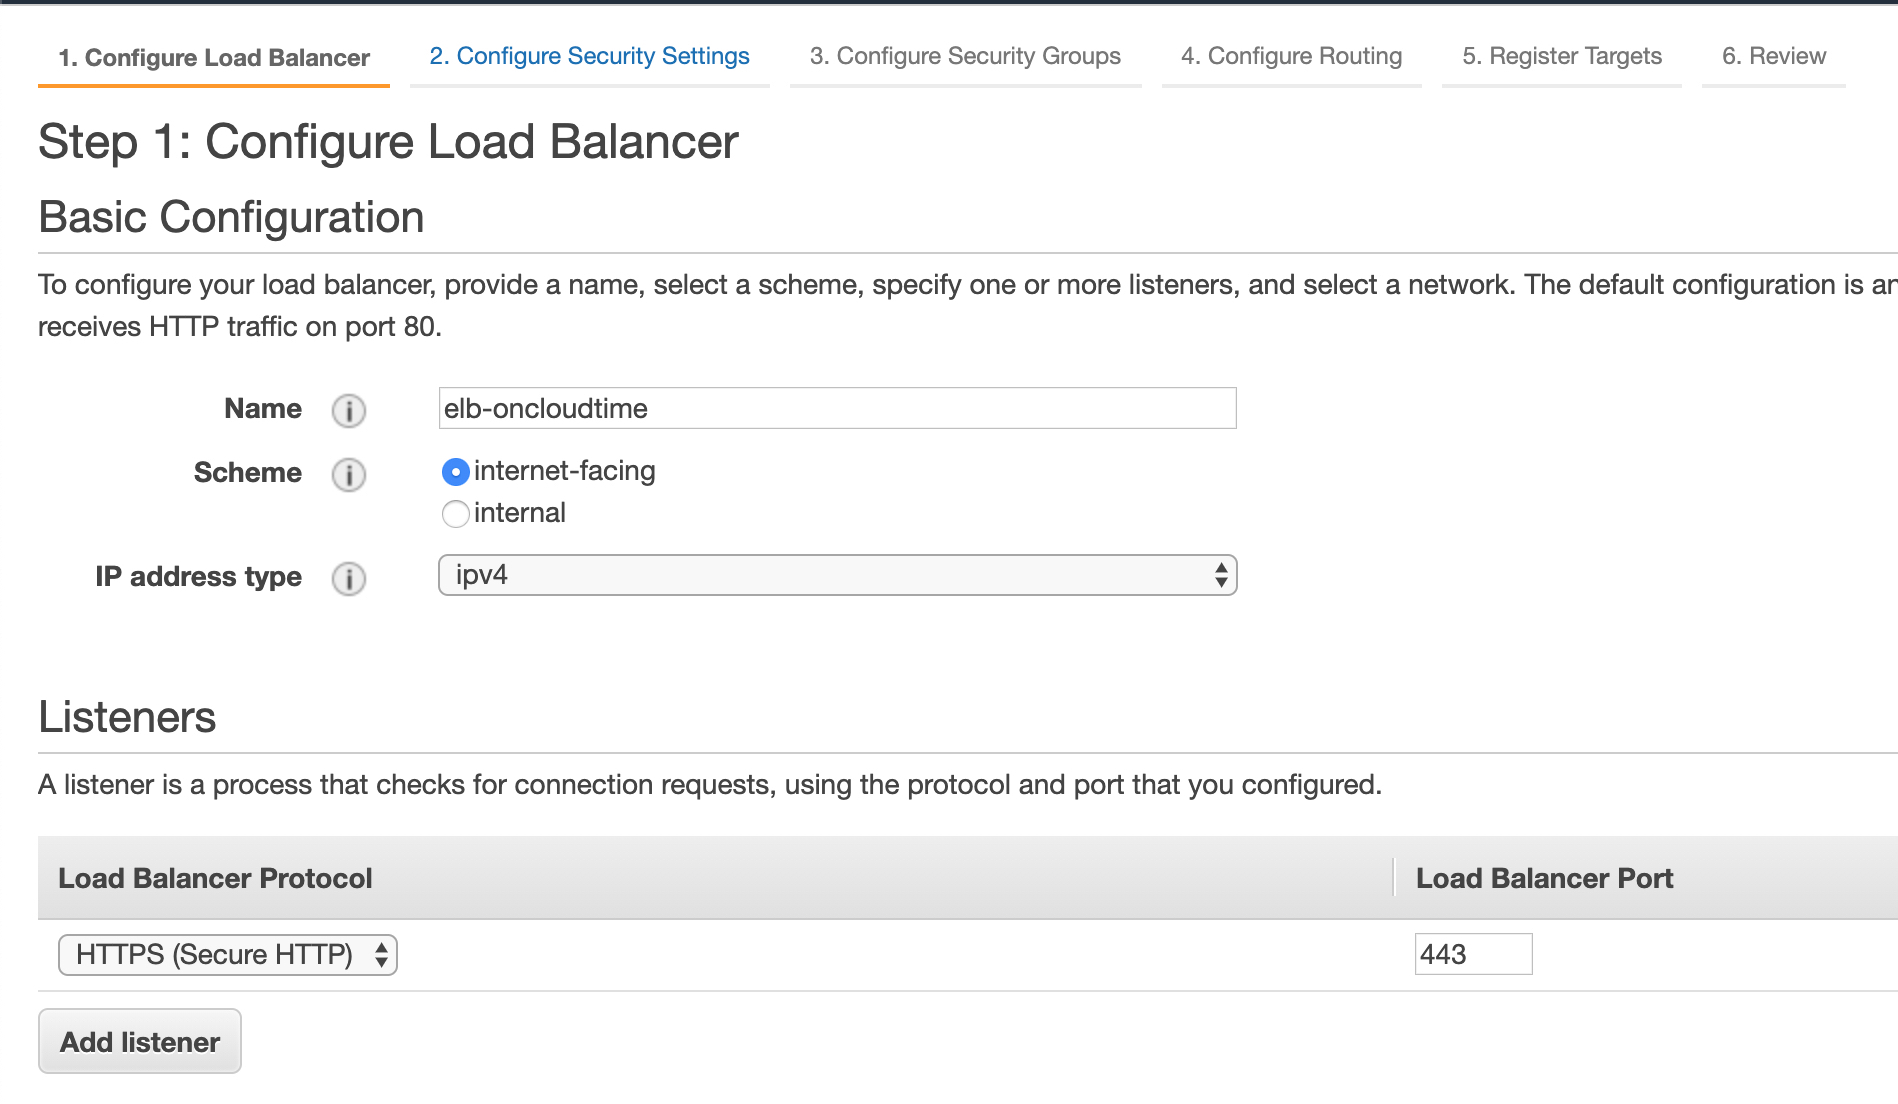 1. Configure Load Balancer 2. Configure Security Settings 3. Configure Security Groups 4. Configure Routing 5. Register Targets 6. Review
Step 1: Configure Load Balancer
Basic Configuration
To configure your load balancer, provide a name, select a scheme, specify one or more listeners, and select a network. The default configuration is an
receives HTTP traffic on port 80.
Name i elb-oncloudtime
Scheme i internet-facing
internal
IP address type i ipv4
Listeners
A listener is a process that checks for connection requests, using the protocol and port that you configured.
Load Balancer Protocol Load Balancer Port
HTTPS (Secure HTTP) 443
Add listener